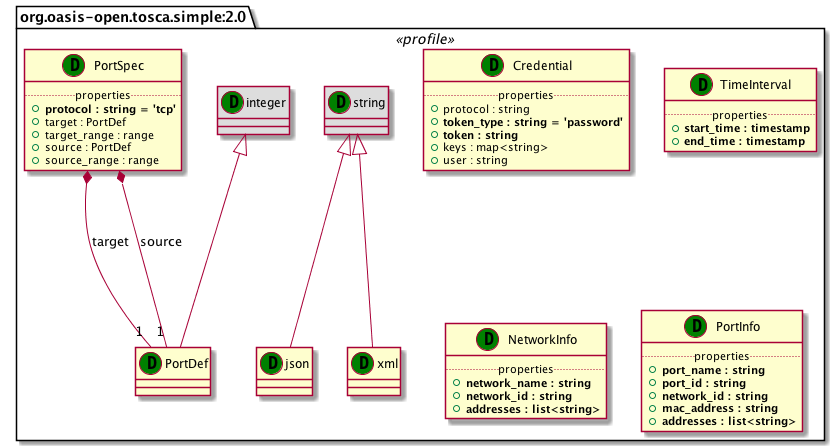 org.oasis-open.tosca.simple:2.0
«profile»
D PortSpec
properties
protocol : string = 'tcp'
target : PortDef
target_range : range
source : PortDef
source_range : range
D integer
D string
D Credential
properties
protocol : string
token_type : string = 'password'
token : string
keys : map<string>
user : string
D TimeInterval
properties
start_time : timestamp
end_time : timestamp
target
source
1
1
D PortDef
D json
D xml
D NetworkInfo
properties
network_name : string
network_id : string
addresses : list<string>
D PortInfo
properties
port_name : string
port_id : string
network_id : string
mac_address : string
addresses : list<string>